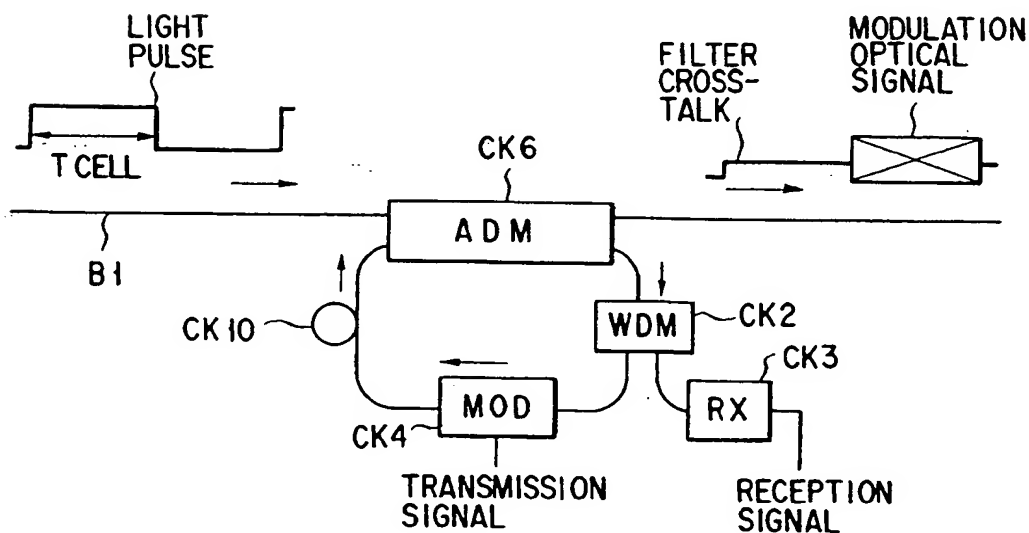 LIGHT
PULSE
T CELL
B1
CK6
ADM
FILTER
CROSS-
TALK
MODULATION
OPTICAL
SIGNAL
CK10
WDM
CK2
CK3
MOD
RX
CK4
TRANSMISSION
SIGNAL
RECEPTION
SIGNAL